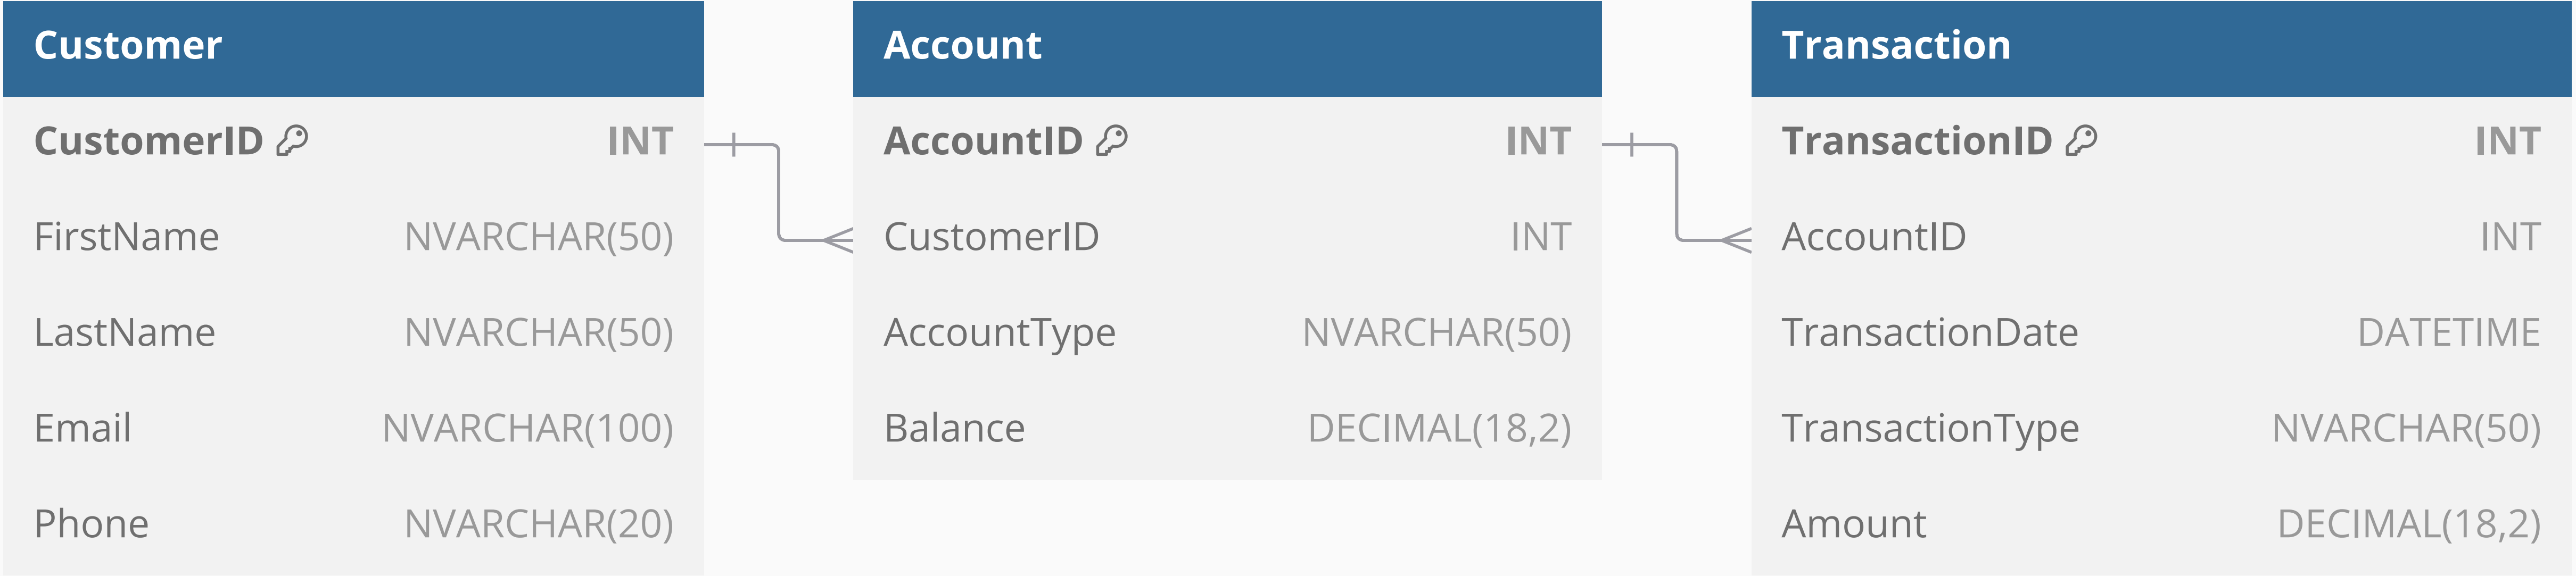 Customer
CustomerID INT
FirstName NVARCHAR(50)
LastName NVARCHAR(50)
Email NVARCHAR(100)
Phone NVARCHAR(20)
Account
AccountID INT
CustomerID INT
AccountType NVARCHAR(50)
Balance DECIMAL(18,2)
Transaction
TransactionID INT
AccountID INT
TransactionDate DATETIME
TransactionType NVARCHAR(50)
Amount DECIMAL(18,2)